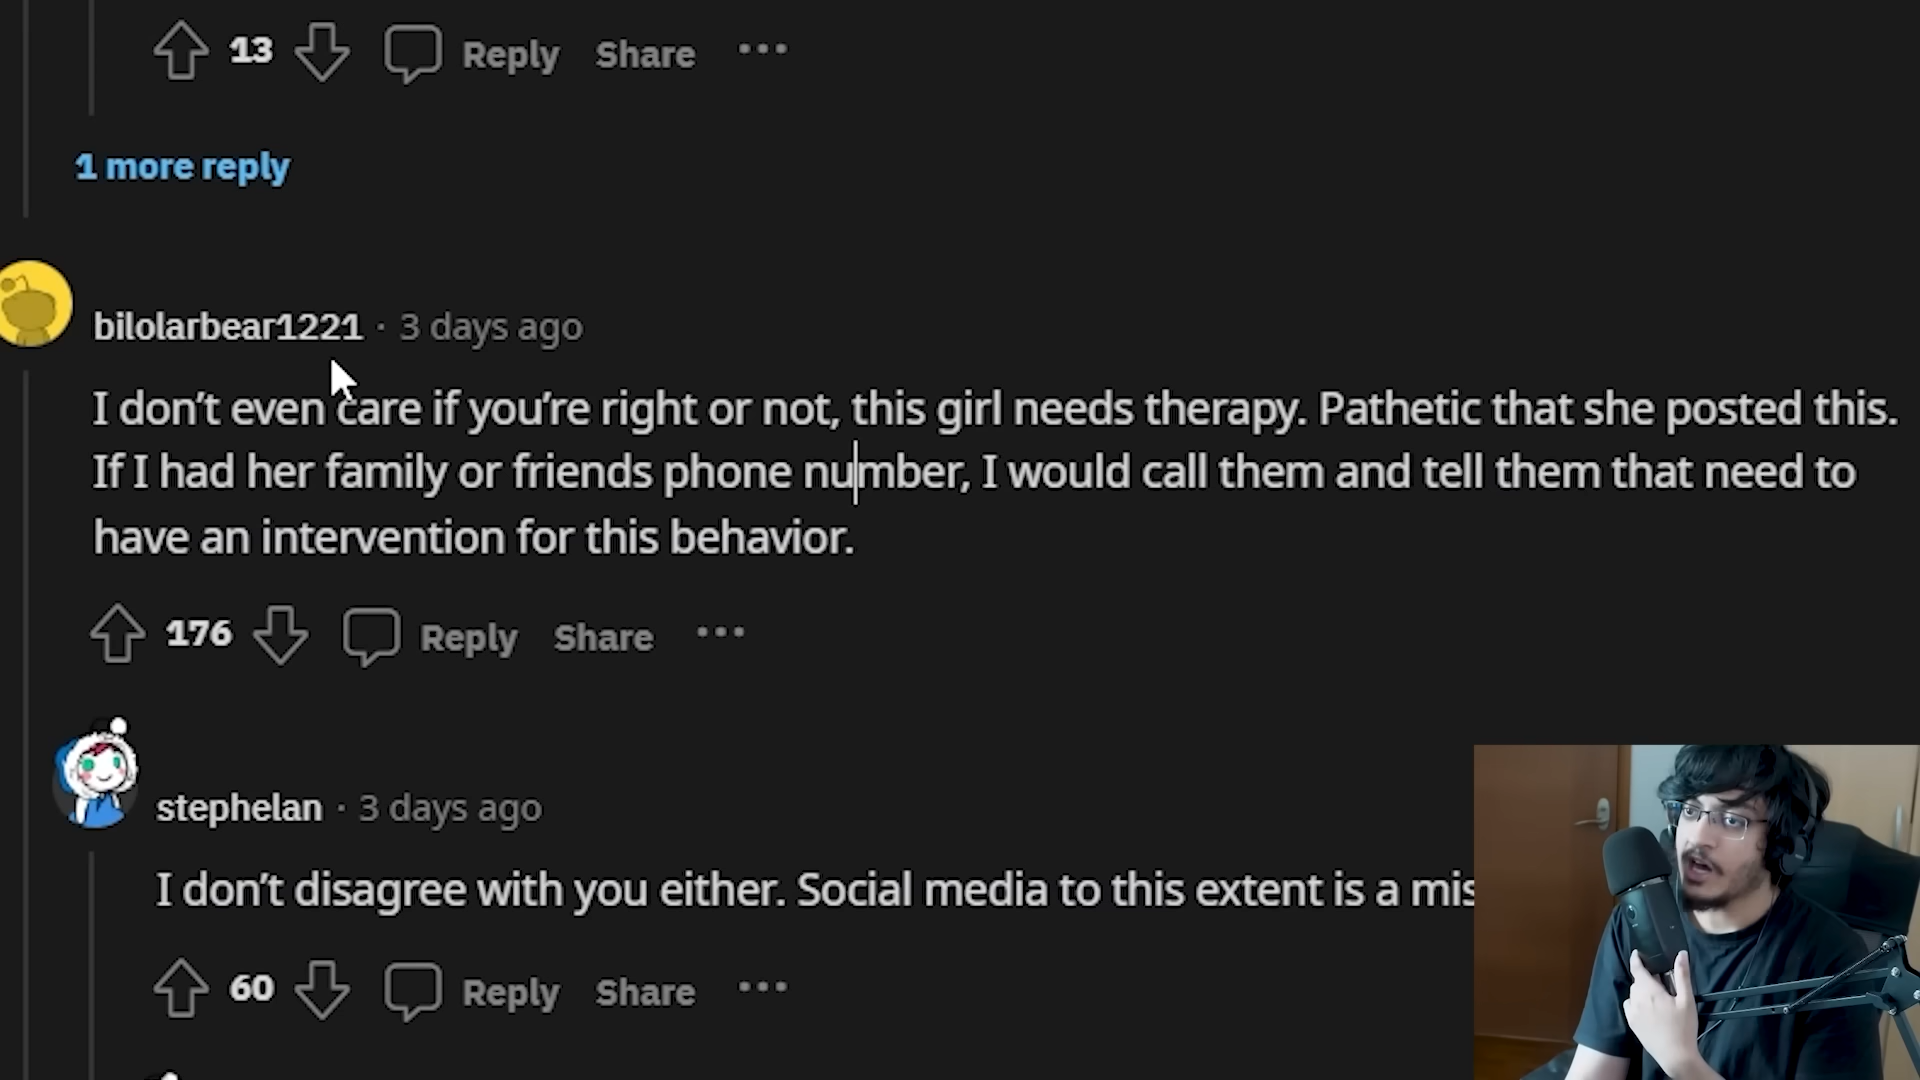 13 Reply Share
1 more reply
bilolarbear1221 · 3 days ago
I don’t even care if you’re right or not, this girl needs therapy. Pathetic that she posted this.
If I had her family or friends phone number, I would call them and tell them that need to
have an intervention for this behavior.
176 Reply Share
stephelan · 3 days ago
I don’t disagree with you either. Social media to this extent is a mis
60 Reply Share